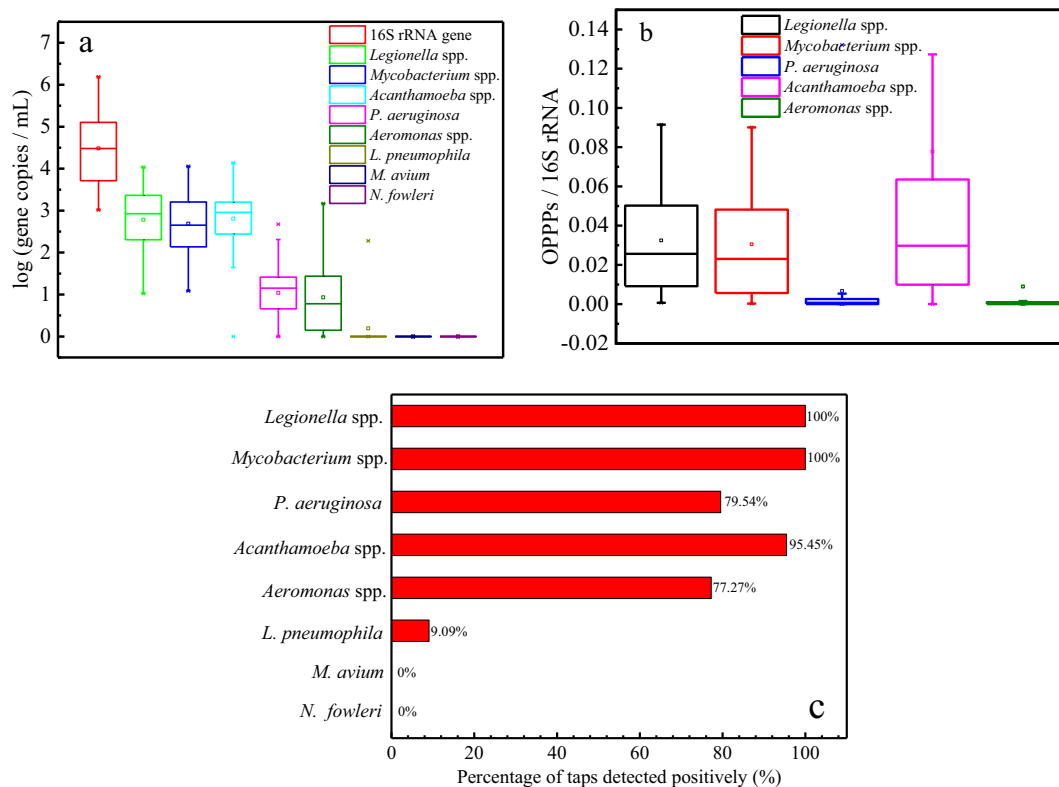 a
log (gene copies / mL)
7
6
5
4
3
2
1
0
16S rRNA gene
Legionella spp.
Mycobacterium spp.
Acanthamoeba spp.
P. aeruginosa
Aeromonas spp.
L. pneumophila
M. avium
N. fowleri
b
OPPPs / 16S rRNA
0.14
0.12
0.10
0.08
0.06
0.04
0.02
0.00
-0.02
Legionella spp.
Mycobacterium spp.
P. aeruginosa
Acanthamoeba spp.
Aeromonas spp.
Legionella spp. 100%
Mycobacterium spp. 100%
P. aeruginosa 79.54%
Acanthamoeba spp. 95.45%
Aeromonas spp. 77.27%
L. pneumophila 9.09%
M. avium 0%
N. fowleri 0%
c
0 20 40 60 80 100
Percentage of taps detected positively (%)